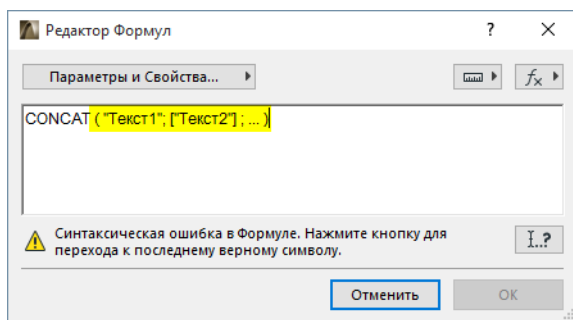 Редактор Формул
?
Параметры и Свойства...
fx
CONCAT ( "Текст1"; ["Текст2"] ; ... )
Синтаксическая ошибка в Формуле. Нажмите кнопку для
перехода к последнему верному символу.
I..?
Отменить
OK